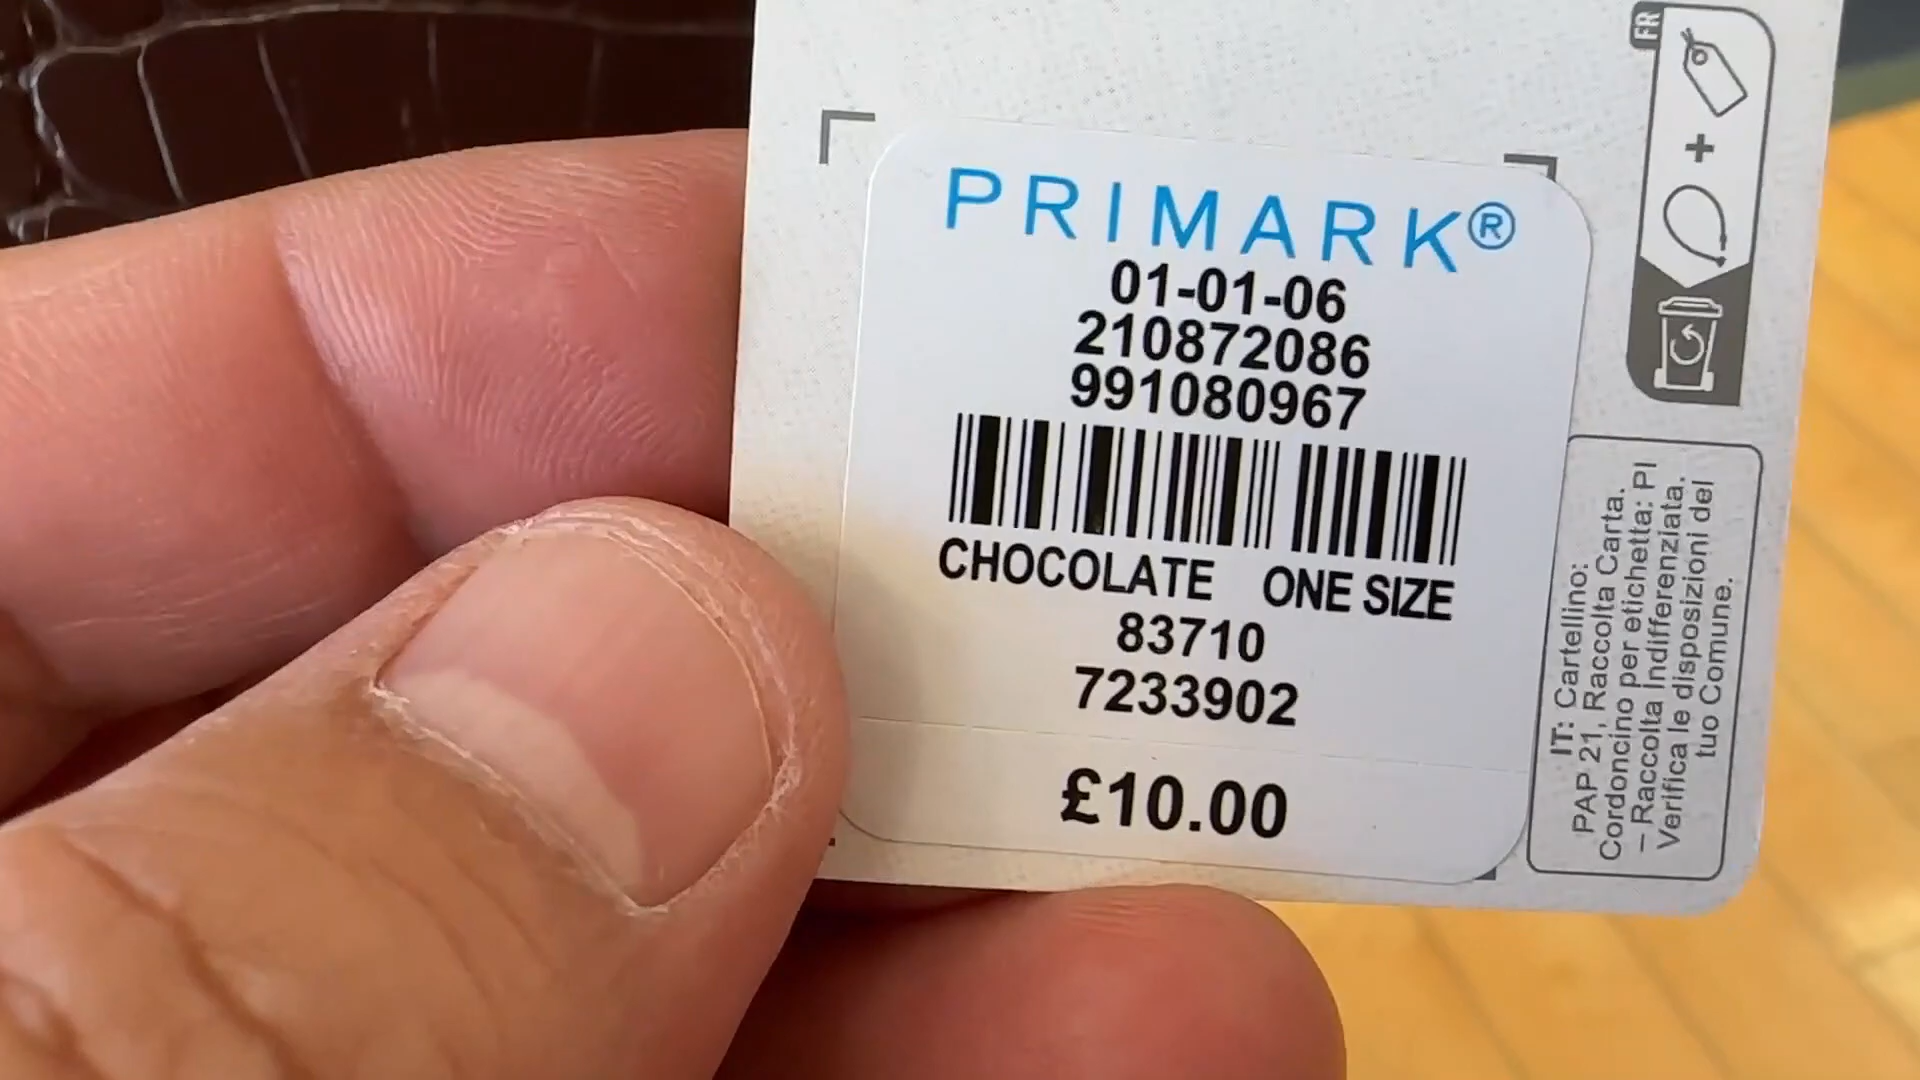 PRIMARK®
01-01-06
210872086
991080967
CHOCOLATE ONE SIZE
83710
7233902
£10.00
FR
IT: Cartellino:
PAP 21, Raccolta Carta.
Cordoncino per etichetta: PI
– Raccolta Indifferenziata.
Verifica le disposizioni del
tuo Comune.